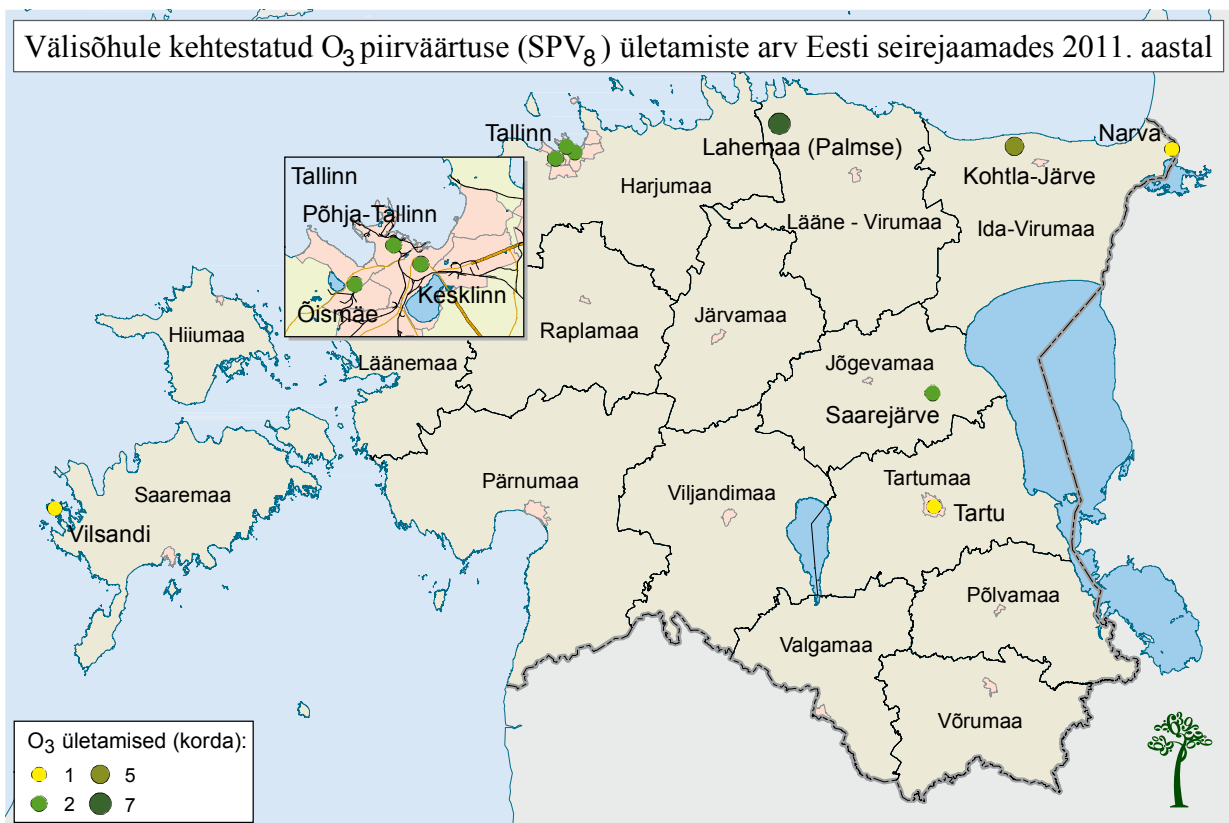 Välisõhule kehtestatud O₃ piirväärtuse (SPV₈) ületamiste arv Eesti seirejaamades 2011. aastal
Tallinn
Lahemaa (Palmse)
Narva
Kohtla-Järve
Harjumaa
Lääne - Virumaa
Ida-Virumaa
Tallinn
Põhja-Tallinn
Kesklinn
Õismäe
Hiiumaa
Läänemaa
Raplamaa
Järvamaa
Jõgevamaa
Saarejärve
Saaremaa
Vilsandi
Pärnumaa
Viljandimaa
Tartumaa
Tartu
Põlvamaa
Valgamaa
Võrumaa
O₃ ületamised (korda):
1 5
2 7